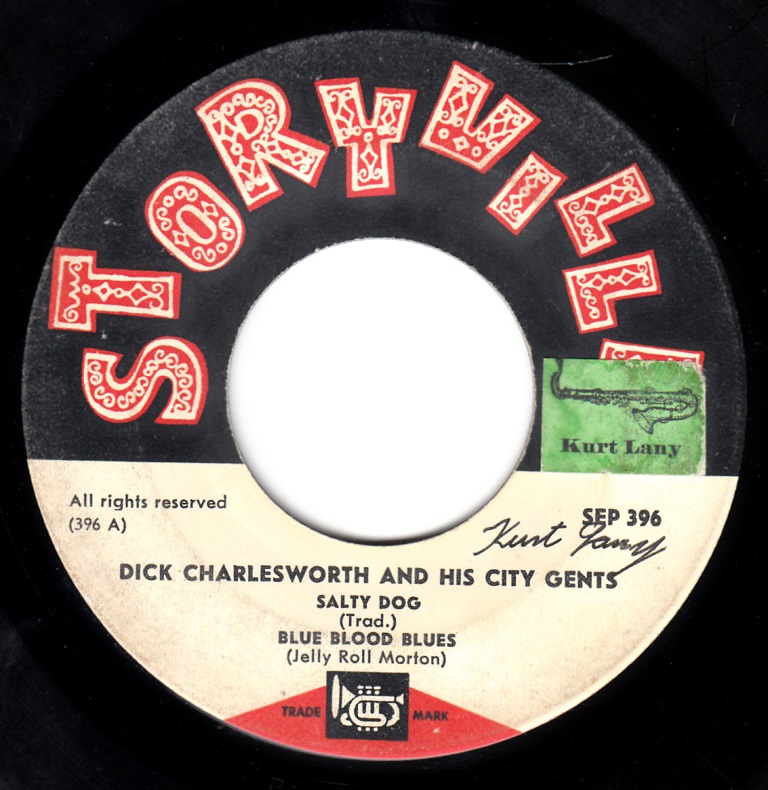 STORYVILLE
Kurt Lany
All rights reserved
(396 A)
SEP 396
Kurt Lany
DICK CHARLESWORTH AND HIS CITY GENTS
SALTY DOG
(Trad.)
BLUE BLOOD BLUES
(Jelly Roll Morton)
TRADE MARK